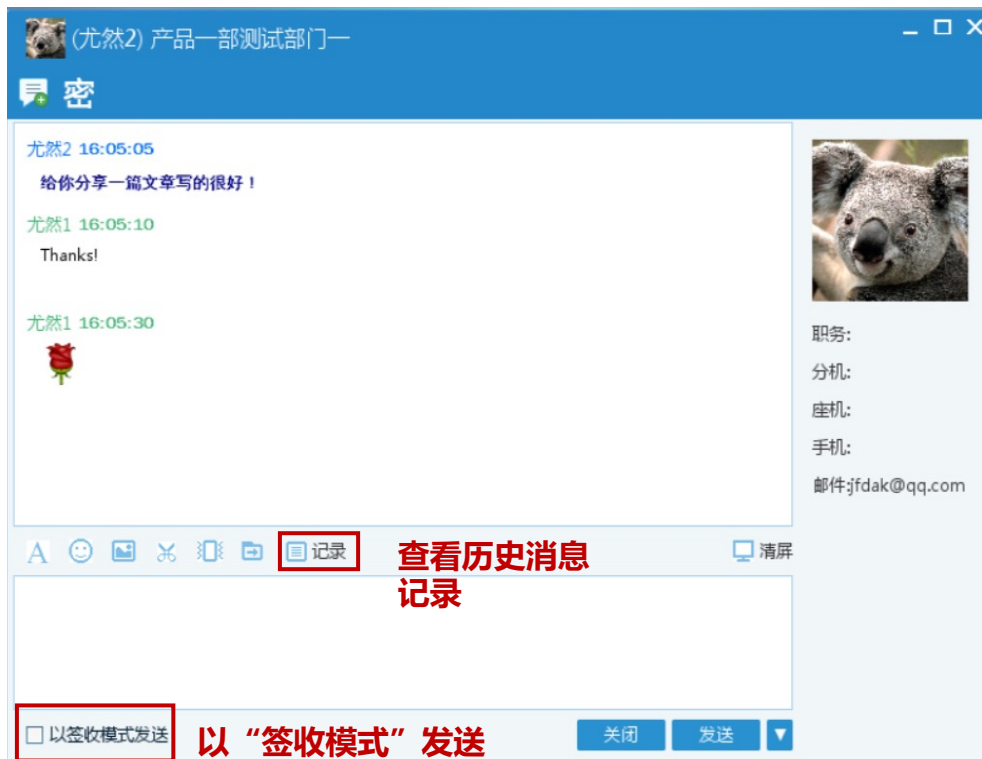 (尤然2) 产品一部测试部门一
密
尤然2 16:05:05
给你分享一篇文章写的很好！
尤然1 16:05:10
Thanks!
尤然1 16:05:30
职务:
分机:
座机:
手机:
邮件:jfdak@qq.com
A
记录
查看历史消息
记录
清屏
以签收模式发送
以“签收模式”发送
关闭
发送